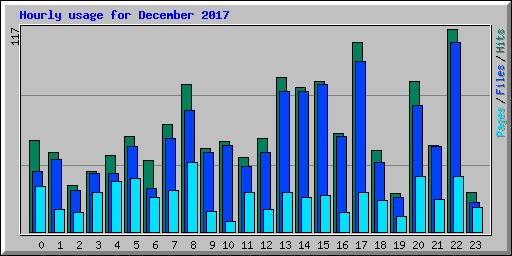 Hourly usage for December 2017
117
Pages/Files/Hits
0 1 2 3 4 5 6 7 8 9 10 11 12 13 14 15 16 17 18 19 20 21 22 23